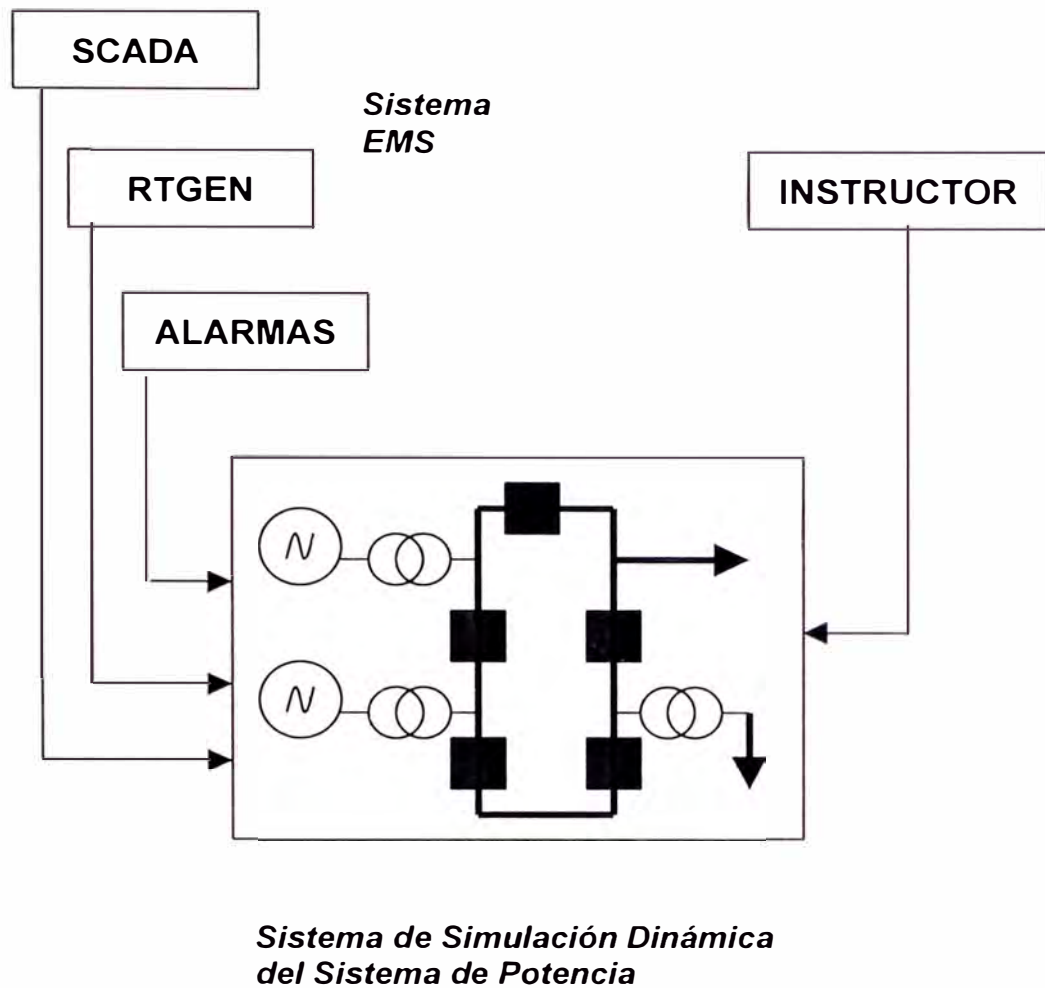 SCADA
Sistema
EMS
RTGEN
INSTRUCTOR
ALARMAS
Sistema de Simulación Dinámica
del Sistema de Potencia